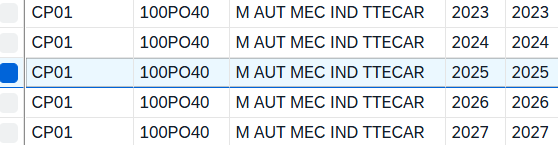 CP01 100PO40 M AUT MEC IND TTECAR 2023 2023
CP01 100PO40 M AUT MEC IND TTECAR 2024 2024
CP01 100PO40 M AUT MEC IND TTECAR 2025 2025
CP01 100PO40 M AUT MEC IND TTECAR 2026 2026
CP01 100PO40 M AUT MEC IND TTECAR 2027 2027